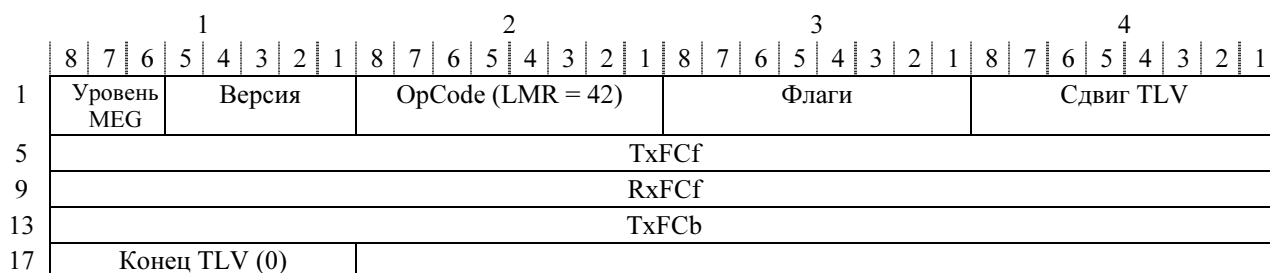 1 2 3 4
8 7 6 5 4 3 2 1 8 7 6 5 4 3 2 1 8 7 6 5 4 3 2 1 8 7 6 5 4 3 2 1
1 Уровень MEG Версия OpCode (LMR = 42) Флаги Сдвиг TLV
5 TxFCf
9 RxFCf
13 TxFCb
17 Конец TLV (0)